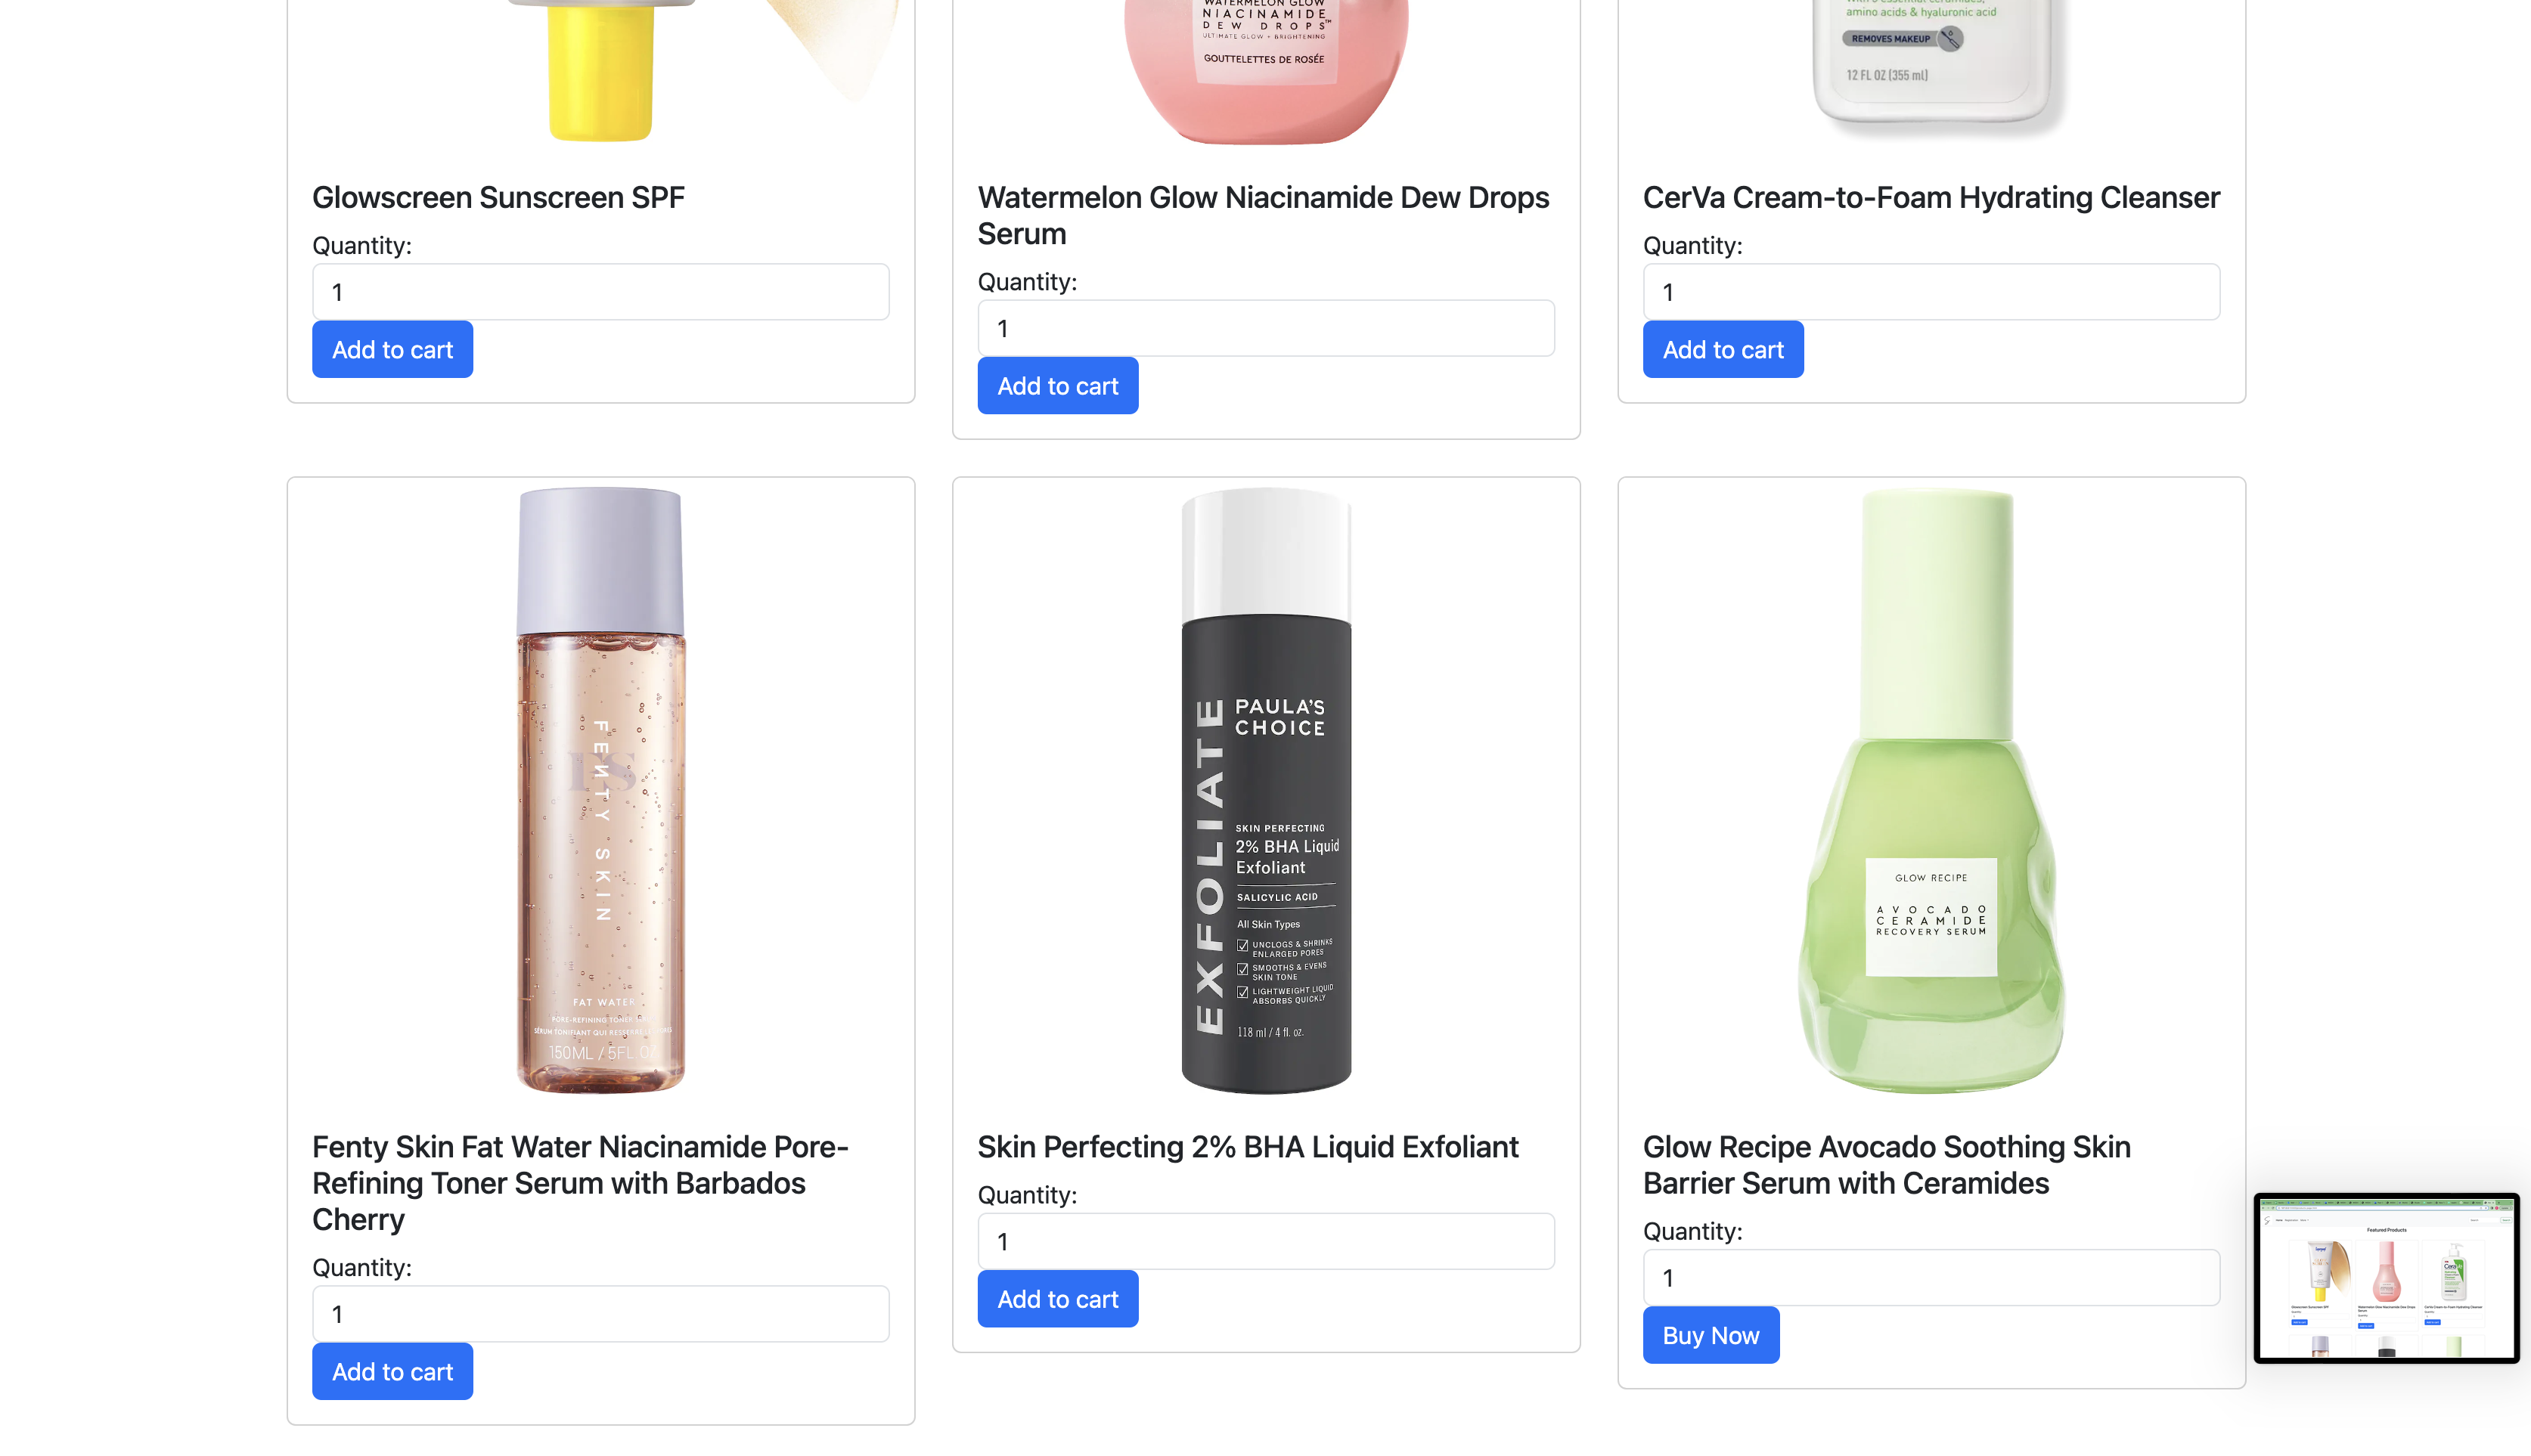 WATERMELON GLOW
NIACINAMIDE
DEW DROPS™
ULTIMATE GLOW + BRIGHTENING
GOUTTELETTES DE ROSÉE
amino acids & hyaluronic acid
REMOVES MAKEUP
12 FL OZ (355 ml)
Glowscreen Sunscreen SPF
Quantity:
1
Add to cart
Watermelon Glow Niacinamide Dew Drops
Serum
Quantity:
1
Add to cart
CerVa Cream-to-Foam Hydrating Cleanser
Quantity:
1
Add to cart
FENTY SKIN
FAT WATER
150ML / 5FL.OZ
Fenty Skin Fat Water Niacinamide Pore-
Refining Toner Serum with Barbados
Cherry
Quantity:
1
Add to cart
EXFOLIATE
PAULA'S
CHOICE
SKIN PERFECTING
2% BHA Liquid
Exfoliant
SALICYLIC ACID
All Skin Types
UNCLOGS & SHRINKS
ENLARGED PORES
SMOOTHS & EVENS
SKIN TONE
LIGHTWEIGHT LIQUID
ABSORBS QUICKLY
118 ml / 4 fl. oz.
Skin Perfecting 2% BHA Liquid Exfoliant
Quantity:
1
Add to cart
GLOW RECIPE
AVOCADO
CERAMIDE
RECOVERY SERUM
Glow Recipe Avocado Soothing Skin
Barrier Serum with Ceramides
Quantity:
1
Buy Now
Featured Products